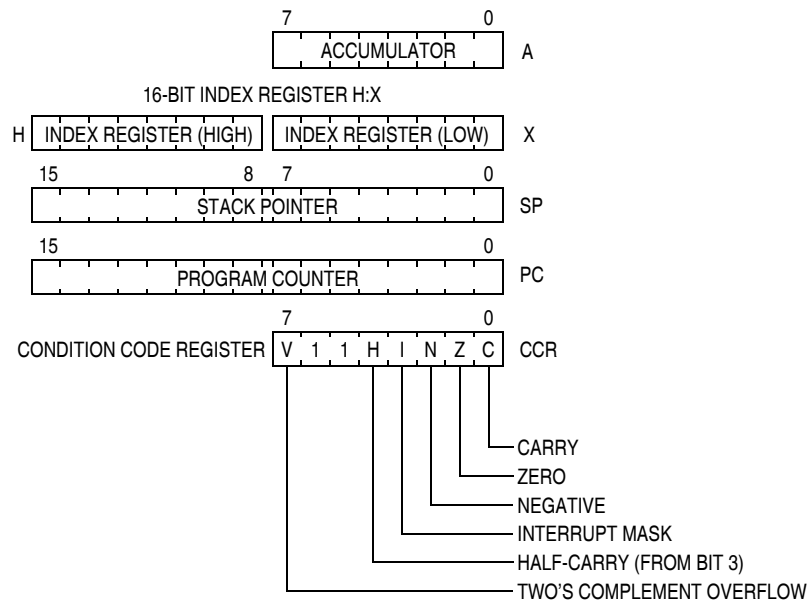 7 0
ACCUMULATOR A
16-BIT INDEX REGISTER H:X
H INDEX REGISTER (HIGH) INDEX REGISTER (LOW) X
15 8 7 0
STACK POINTER SP
15 0
PROGRAM COUNTER PC
7 0
CONDITION CODE REGISTER V 1 1 H I N Z C CCR
CARRY
ZERO
NEGATIVE
INTERRUPT MASK
HALF-CARRY (FROM BIT 3)
TWO'S COMPLEMENT OVERFLOW